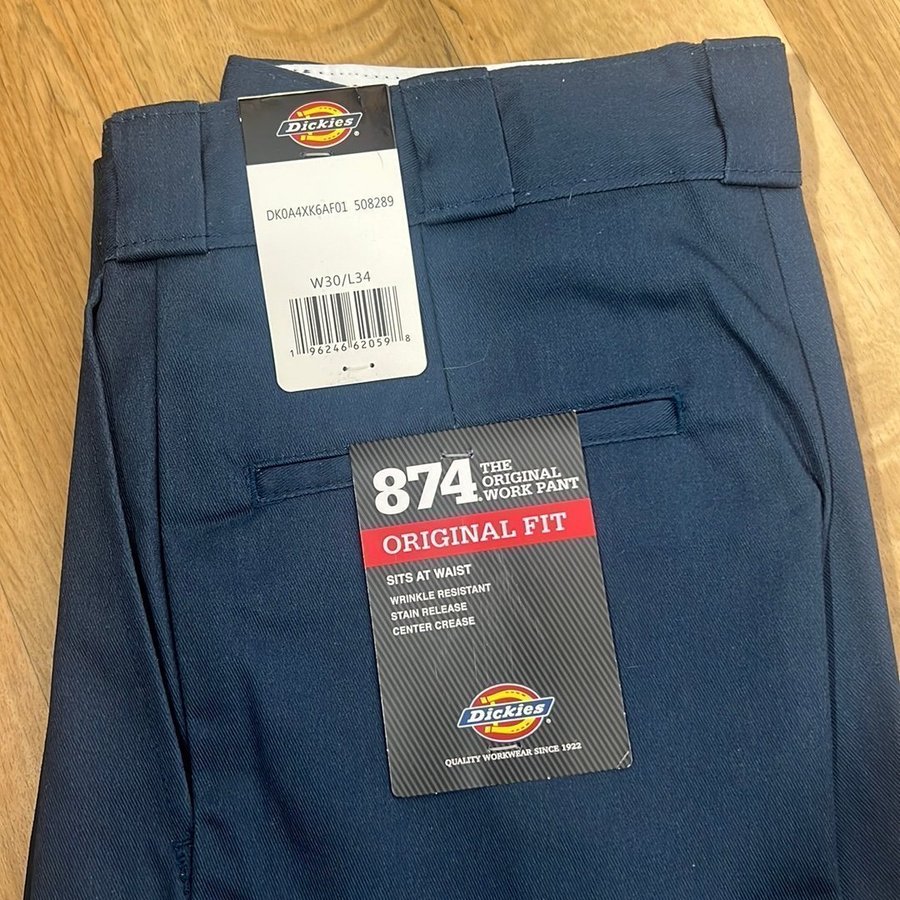 Dickies
DK0A4XK6AF01 508289
W30/L34
1 96246 62059 8
874 THE
ORIGINAL
WORK PANT
ORIGINAL FIT
SITS AT WAIST
WRINKLE RESISTANT
STAIN RELEASE
CENTER CREASE
Dickies
QUALITY WORKWEAR SINCE 1922